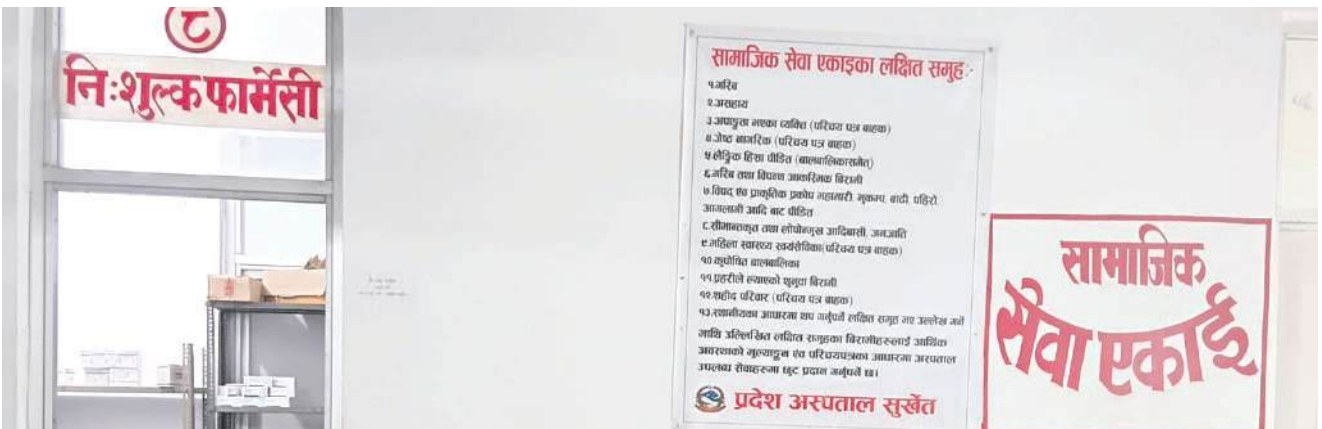 ८
निःशुल्क फार्मेसी
सामाजिक सेवा एकाइका लक्षित समुहः-
१.गरिब
२.असहाय
३.अपाङ्गता भएका व्यक्ति (परिचय पत्र बाहक)
४.जेष्ठ नागरिक (परिचय पत्र बाहक)
५.लैङ्गिक हिंसा पीडित (बालबालिकासमेत)
६.गरिब तथा विपन्न आकस्मिक बिरामी
७.विपद् एंव प्राकृतिक प्रकोप महामारी, भुकम्प, बाढी, पहिरो,
आगलागी आदि बाट पीडित
८.सीमान्तकृत तथा लोपोन्मुख आदिबासी, जनजाति
९.महिला स्वास्थ्य स्वयंसेविका(परिचय पत्र बाहक)
१० कुपोषित बालबालिका
११.प्रहरीले ल्याएको थुनुवा बिरामी
१२.शहीद परिवार (परिचय पत्र बाहक)
१३.स्थानीयका आधारमा थप गर्नुपर्ने लक्षित समुह भए उल्लेख गर्ने
माथि उल्लिखित लक्षित समुहका बिरामीहरुलाई आर्थिक
अवस्थाको मुल्याङ्कन एंव परिचयपत्रका आधारमा अस्पताल
उपलब्ध सेवाहरुमा छुट प्रदान गर्नुपर्ने छ।
प्रदेश अस्पताल सुर्खेत
सामाजिक
सेवा एकाई